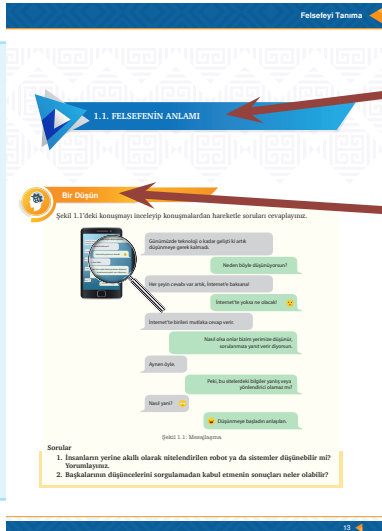 Felsefeyi Tanıma
1.1. FELSEFENİN ANLAMI
Bir Düşün
Şekil 1.1'deki konuşmayı inceleyip konuşmalardan hareketle soruları cevaplayınız.
Günümüzde teknoloji o kadar gelişti ki artık
düşünmeye gerek kalmadı.
Neden böyle düşünüyorsun?
Her şeyin cevabı var artık, İnternet'e baksana!
İnternet'te yoksa ne olacak!
İnternet'te birileri mutlaka cevap verir.
Nasıl olsa onlar bizim yerimize düşünür,
sorularımıza yanıt verir diyorsun.
Aynen öyle.
Peki, bu sitelerdeki bilgiler yanlış veya
yönlendirici olamaz mı?
Nasıl yani?
Düşünmeye başladın anlaşılan.
Şekil 1.1: Mesajlaşma
Sorular
1. İnsanların yerine akıllı olarak nitelendirilen robot ya da sistemler düşünebilir mi?
Yorumlayınız.
2. Başkalarının düşüncelerini sorgulamadan kabul etmenin sonuçları neler olabilir?
13